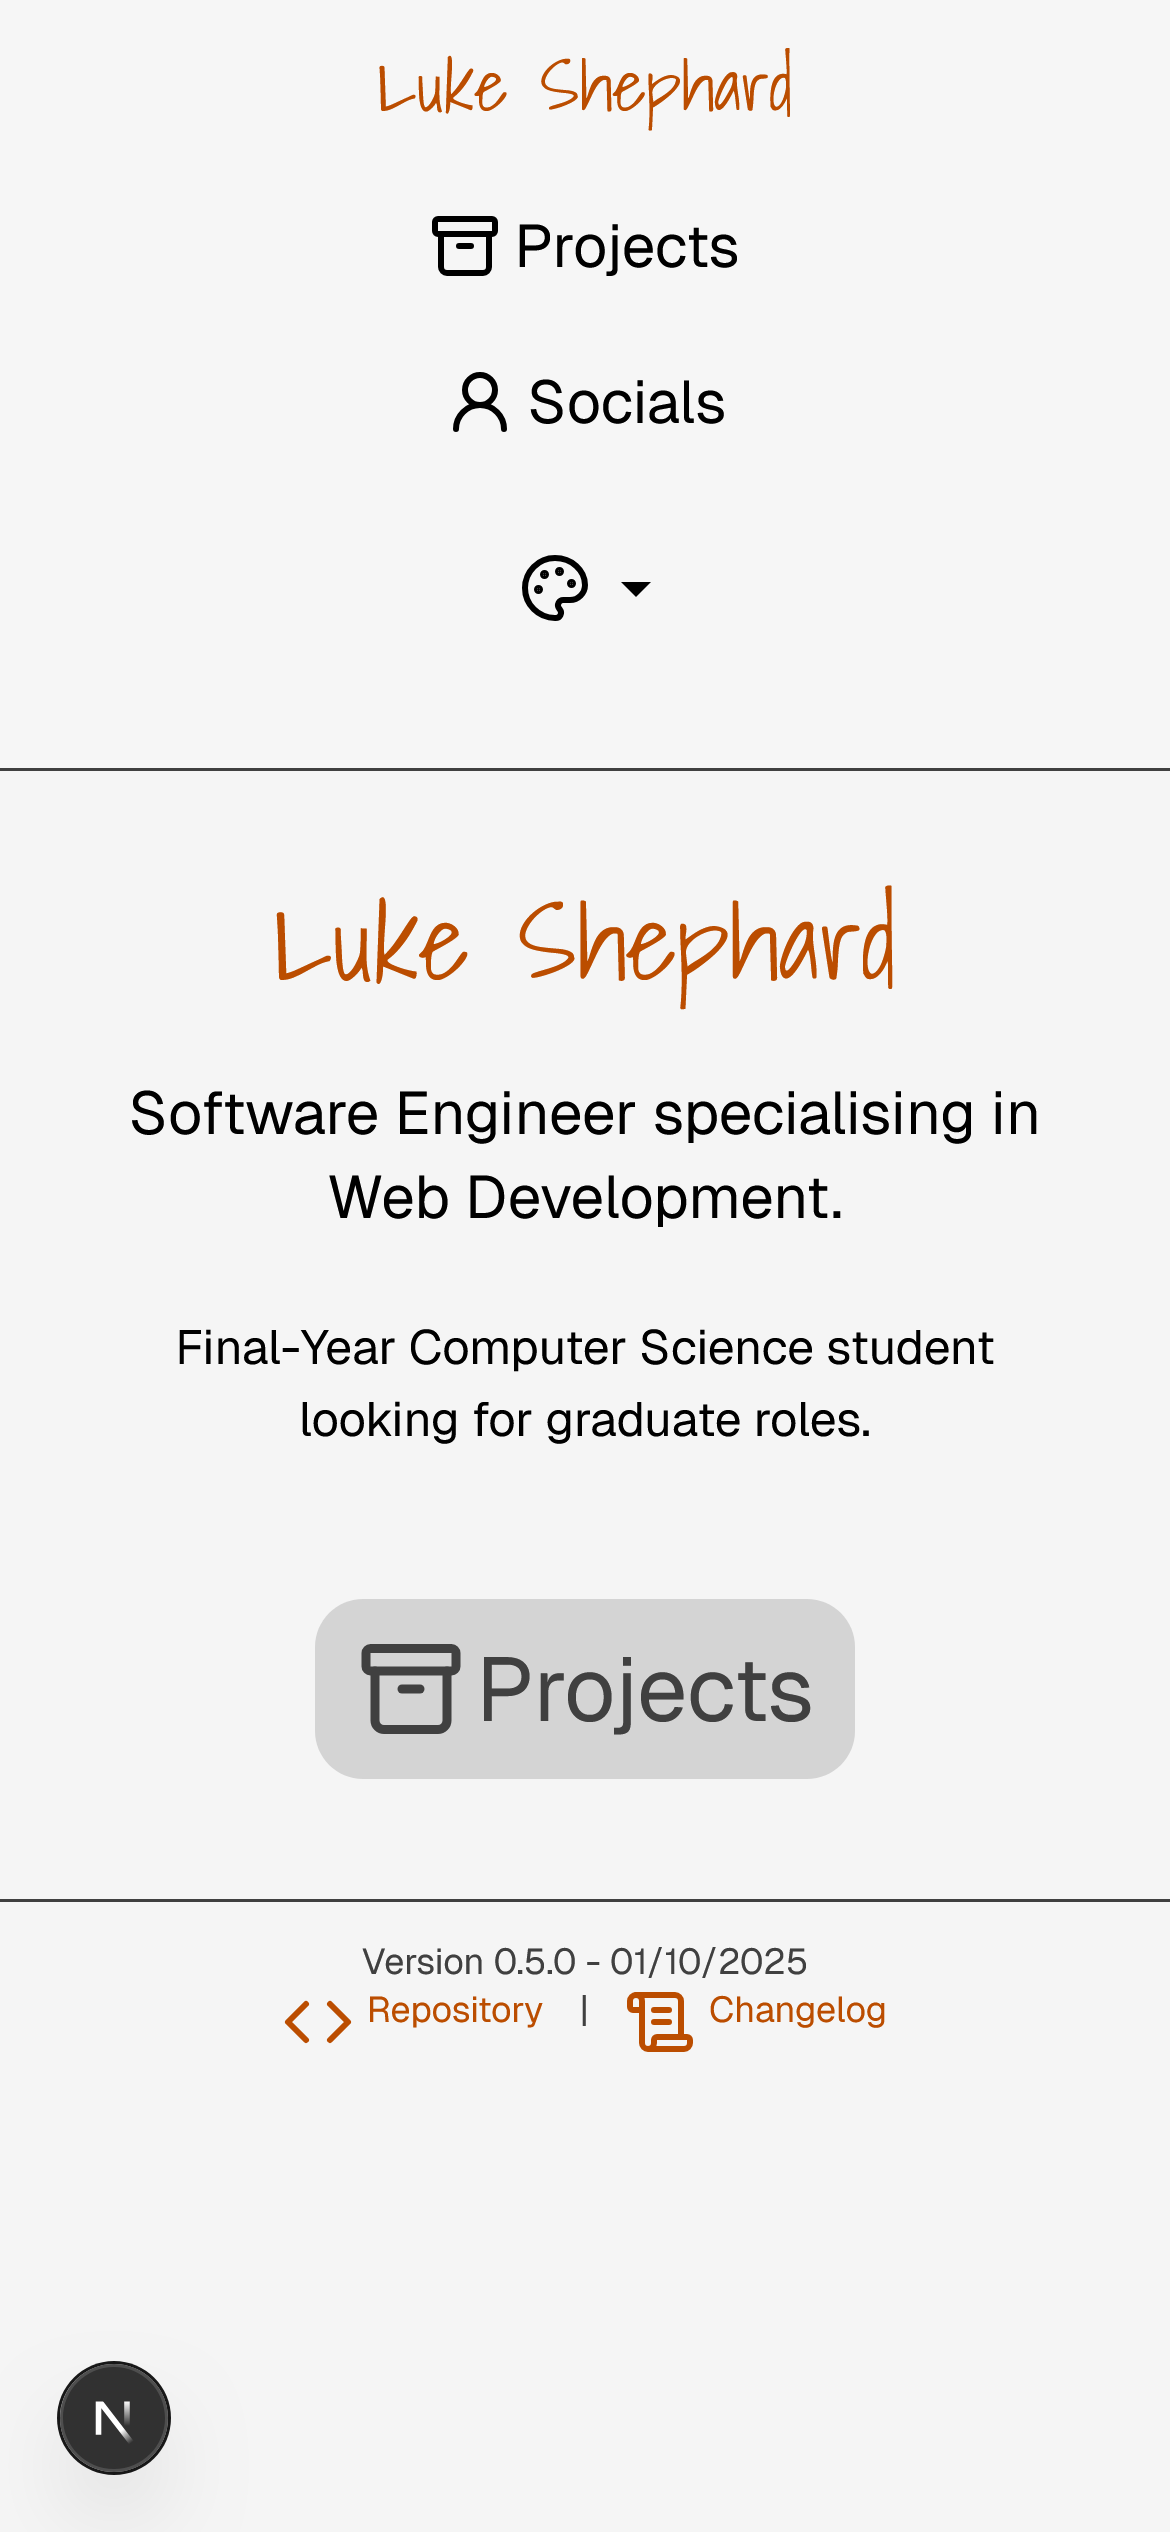 Luke Shephard
Projects
Socials
Luke Shephard
Software Engineer specialising in
Web Development.
Final-Year Computer Science student
looking for graduate roles.
Projects
Version 0.5.0 - 01/10/2025
Repository | Changelog
N